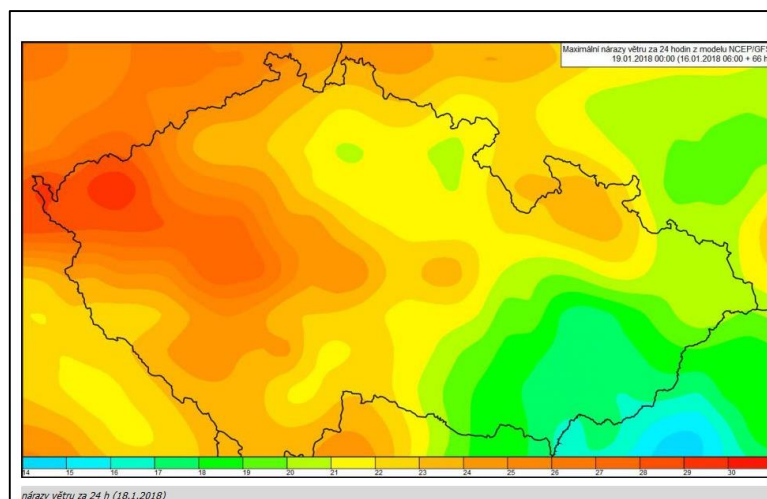 Maximální nárazy větru za 24 hodin z modelu NCEP/GFS
19.01.2018 00:00 (16.01.2018 06:00 + 66 h
14 15 16 17 18 19 20 21 22 23 24 25 26 27 28 29 30
nárazy větru za 24 h (18.1.2018)